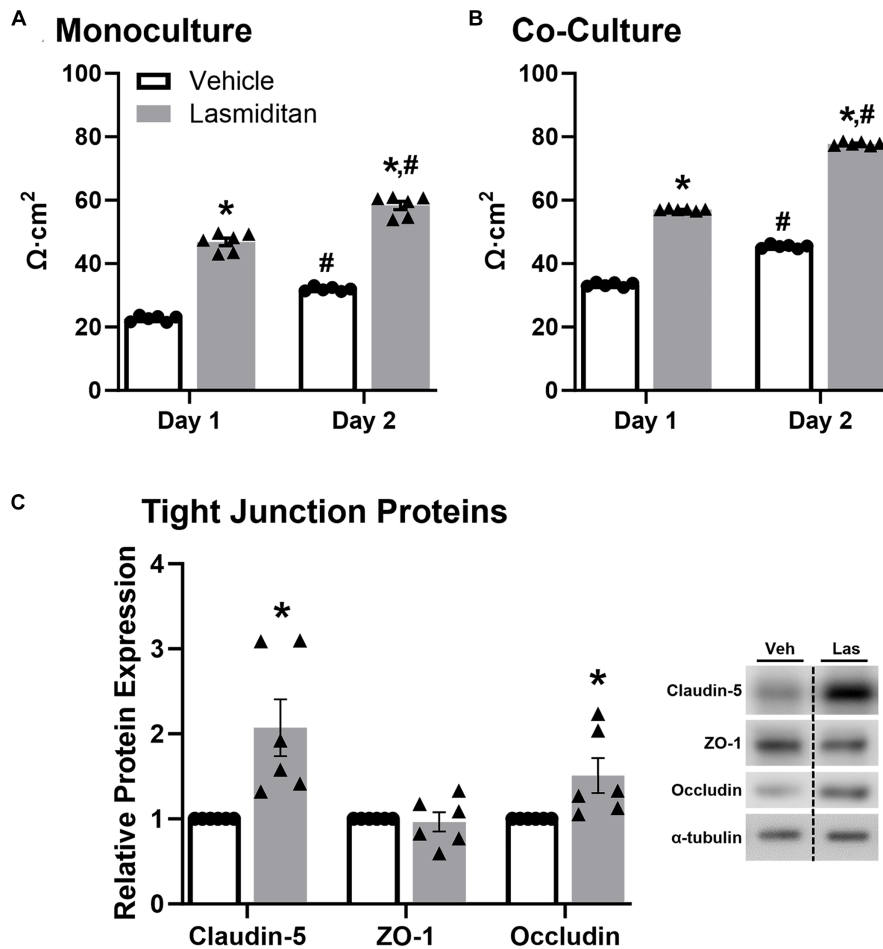 A Monoculture
Vehicle
Lasmiditan
Ω·cm²
100
80
60
40
20
0
*
#
*,#
Day 1
Day 2
B Co-Culture
Ω·cm²
100
80
60
40
20
0
*
#
*,#
Day 1
Day 2
C Tight Junction Proteins
Relative Protein Expression
4
3
2
1
0
*
*
Claudin-5
ZO-1
Occludin
Veh Las
Claudin-5
ZO-1
Occludin
α-tubulin